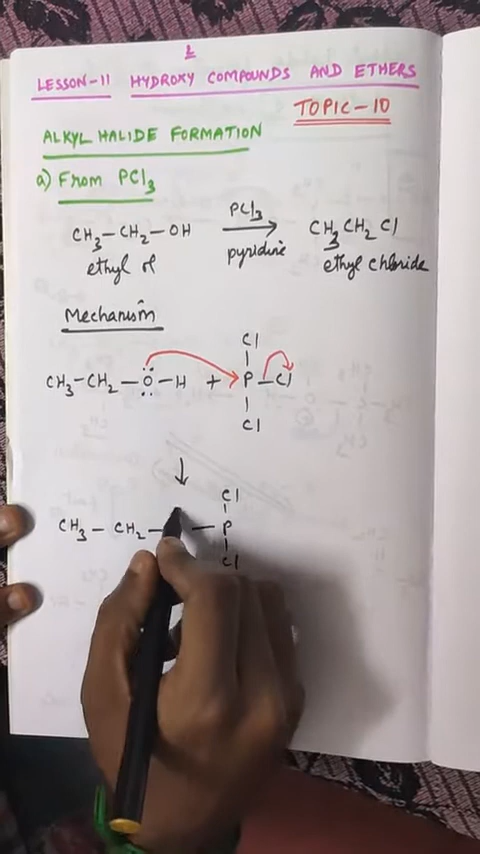 LESSON-11 HYDROXY COMPOUNDS AND ETHERS
TOPIC-10
ALKYL HALIDE FORMATION
a) From PCl3
CH3-CH2-OH PCl3 pyridine CH3CH2Cl
ethyl ol ethyl chloride
Mechanism
Cl
CH3-CH2-O-H + P-Cl
Cl
Cl
CH3-CH2- -P
Cl